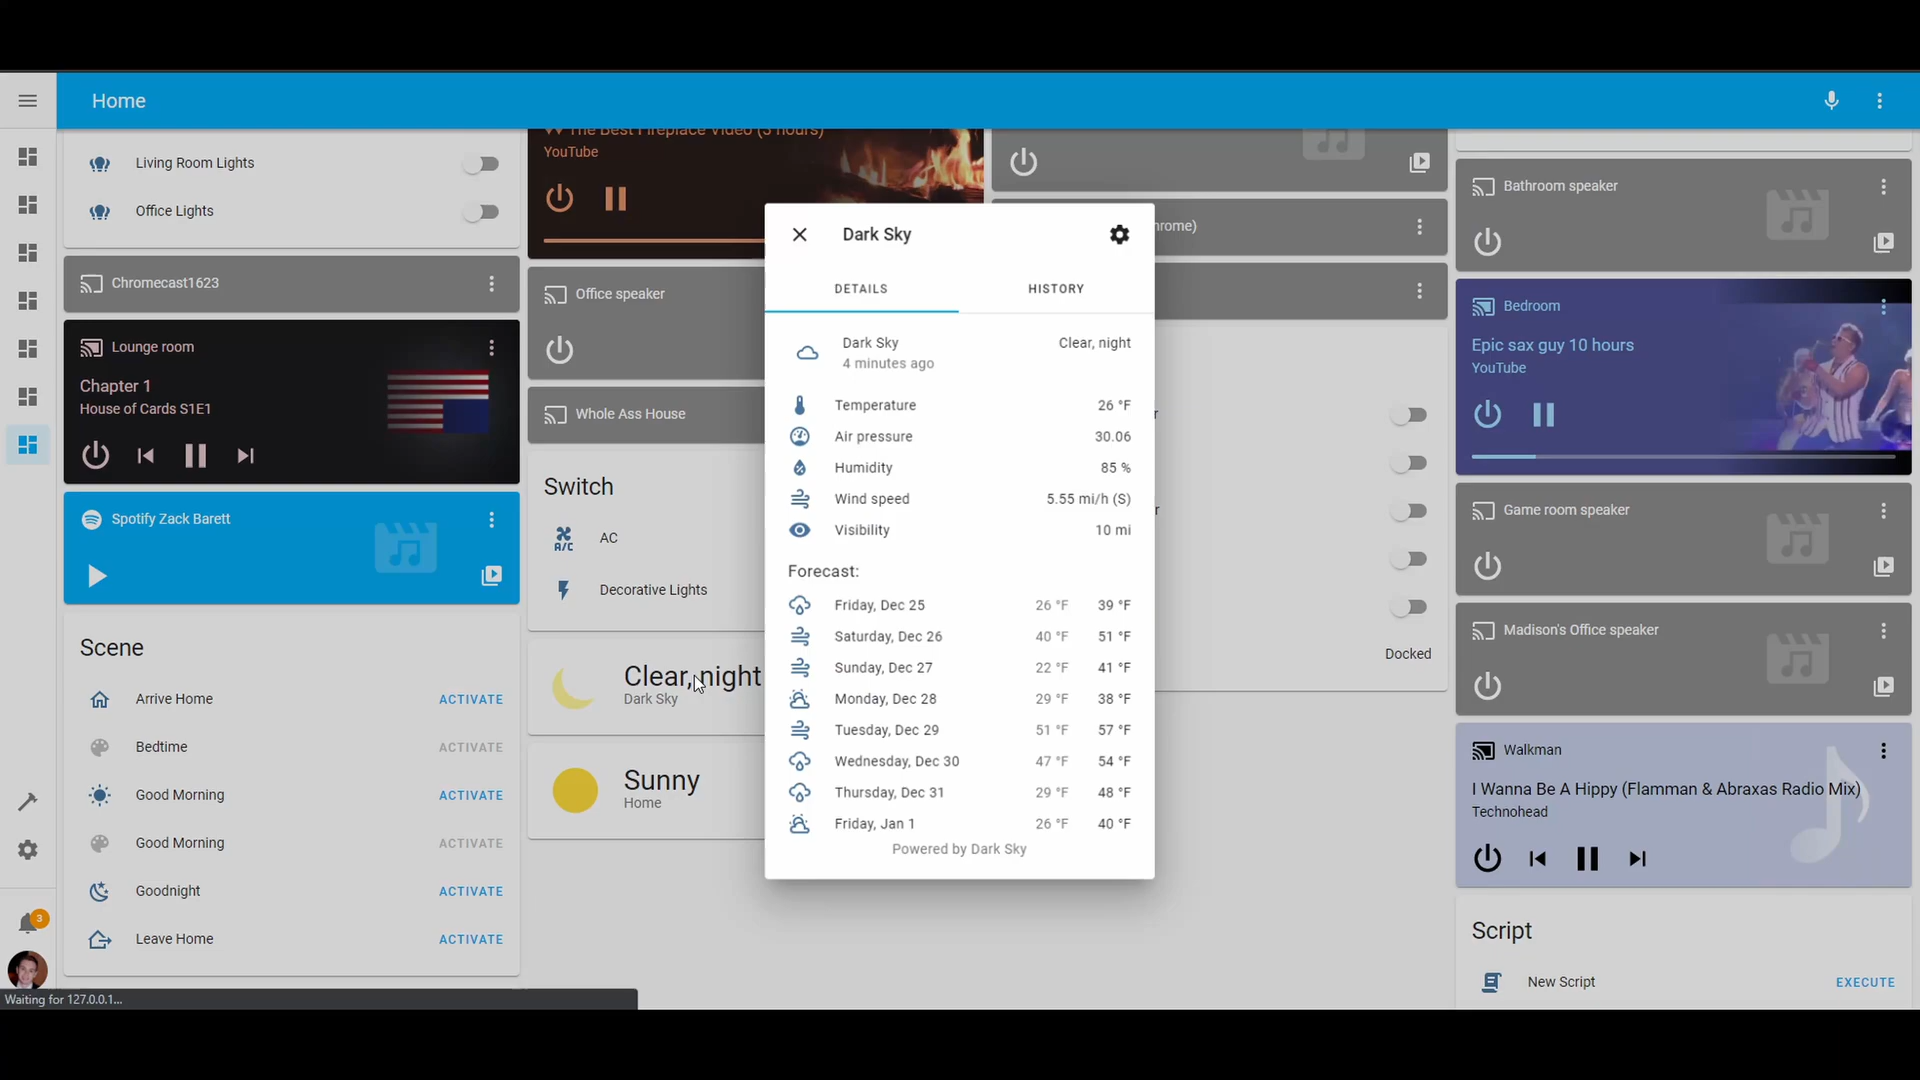 Home
Living Room Lights
Office Lights
Chromecast1623
Lounge room
Chapter 1
House of Cards S1E1
Spotify Zack Barett
Scene
Arrive Home ACTIVATE
Bedtime ACTIVATE
Good Morning ACTIVATE
Good Morning ACTIVATE
Goodnight ACTIVATE
Leave Home ACTIVATE
The Best Fireplace Video (3 hours)
YouTube
Office speaker
Whole Ass House
Switch
A/C
AC
Decorative Lights
Clear, night
Dark Sky
Sunny
Home
Dark Sky
DETAILS HISTORY
Dark Sky Clear, night
4 minutes ago
Temperature 26 °F
Air pressure 30.06
Humidity 85 %
Wind speed 5.55 mi/h (S)
Visibility 10 mi
Forecast:
Friday, Dec 25 26 °F 39 °F
Saturday, Dec 26 40 °F 51 °F
Sunday, Dec 27 22 °F 41 °F
Monday, Dec 28 29 °F 38 °F
Tuesday, Dec 29 51 °F 57 °F
Wednesday, Dec 30 47 °F 54 °F
Thursday, Dec 31 29 °F 48 °F
Friday, Jan 1 26 °F 40 °F
Powered by Dark Sky
Docked
Bathroom speaker
Bedroom
Epic sax guy 10 hours
YouTube
Game room speaker
Madison's Office speaker
Walkman
I Wanna Be A Hippy (Flamman & Abraxas Radio Mix)
Technohead
Script
New Script EXECUTE
3
Waiting for 127.0.0.1...